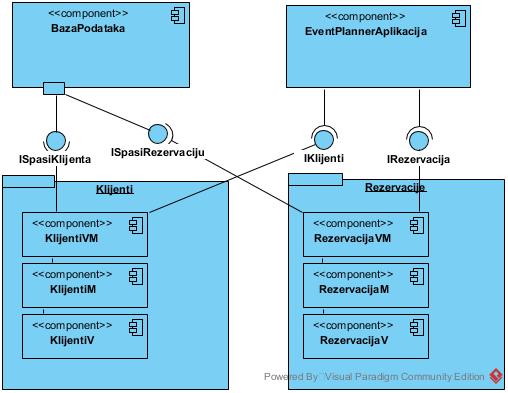 <<component>>
BazaPodataka
<<component>>
EventPlannerAplikacija
ISpasiKlijenta
ISpasiRezervaciju
IKlijenti
IRezervacija
Klijenti
<<component>>
KlijentiVM
<<component>>
KlijentiM
<<component>>
KlijentiV
Rezervacije
<<component>>
RezervacijaVM
<<component>>
RezervacijaM
<<component>>
RezervacijaV
Powered By Visual Paradigm Community Edition